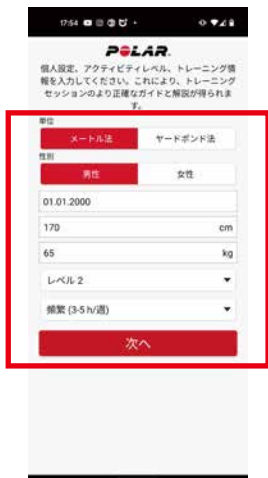 17:54
POLAR.
個人設定、アクティビティレベル、トレーニング情
報を入力してください。これにより、トレーニング
セッションのより正確なガイドと解説が得られま
す。
単位
メートル法 ヤードポンド法
性別
男性 女性
01.01.2000
170 cm
65 kg
レベル 2
頻繁 (3-5 h/週)
次へ